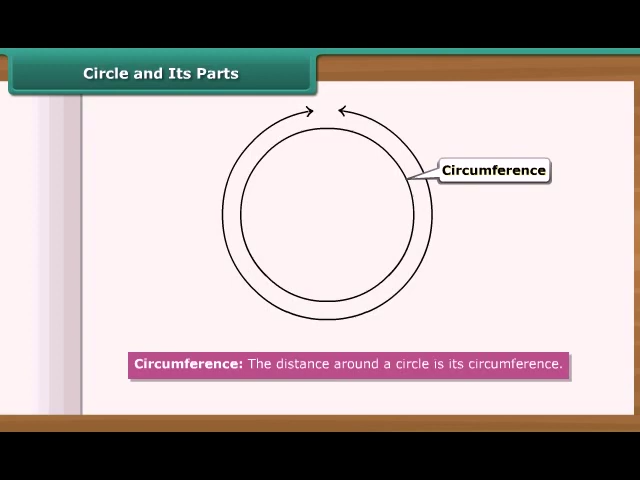 Circle and Its Parts
Circumference
Circumference: The distance around a circle is its circumference.